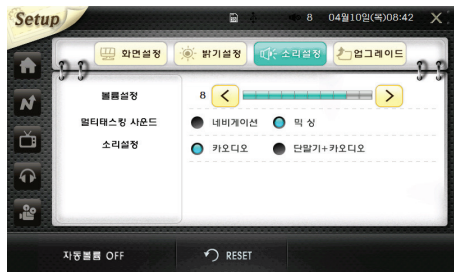 Setup 8 04월10일(목)08:42
화면설정 밝기설정 소리설정 업그레이드
볼륨설정 8
멀티태스킹 사운드 네비게이션 믹 싱
소리설정 카오디오 단말기+카오디오
자동볼륨 OFF RESET